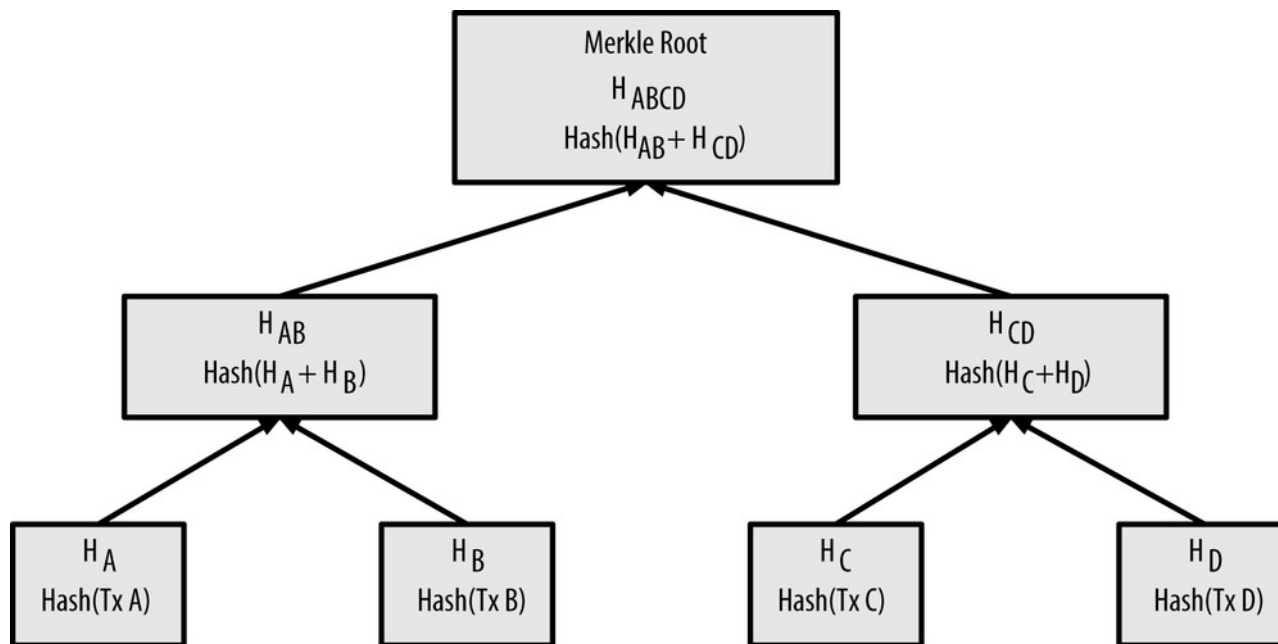 Merkle Root
H ABCD
Hash(H AB + H CD)
H AB
Hash(H A + H B)
H CD
Hash(H C+H D)
H A
Hash(Tx A)
H B
Hash(Tx B)
H C
Hash(Tx C)
H D
Hash(Tx D)